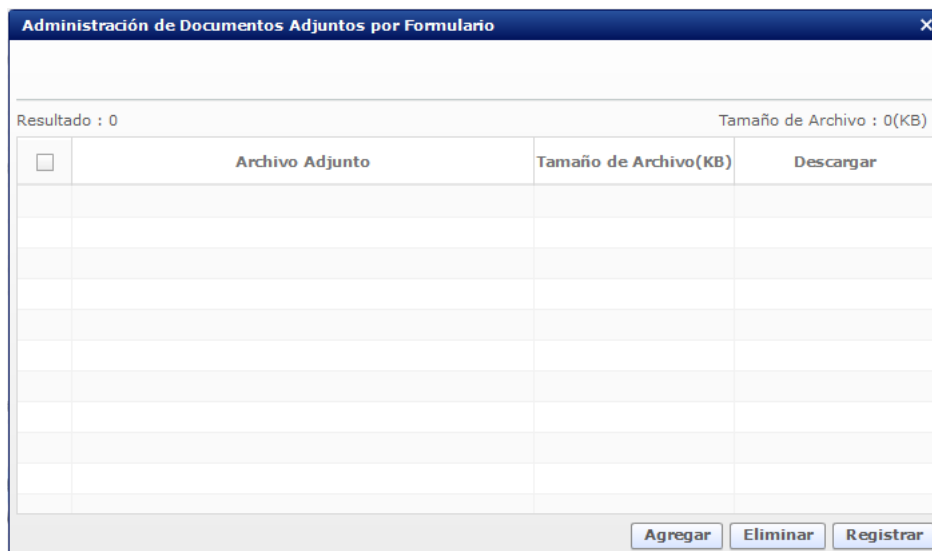 Administración de Documentos Adjuntos por Formulario
Resultado : 0 Tamaño de Archivo : 0(KB)
Archivo Adjunto Tamaño de Archivo(KB) Descargar
Agregar Eliminar Registrar